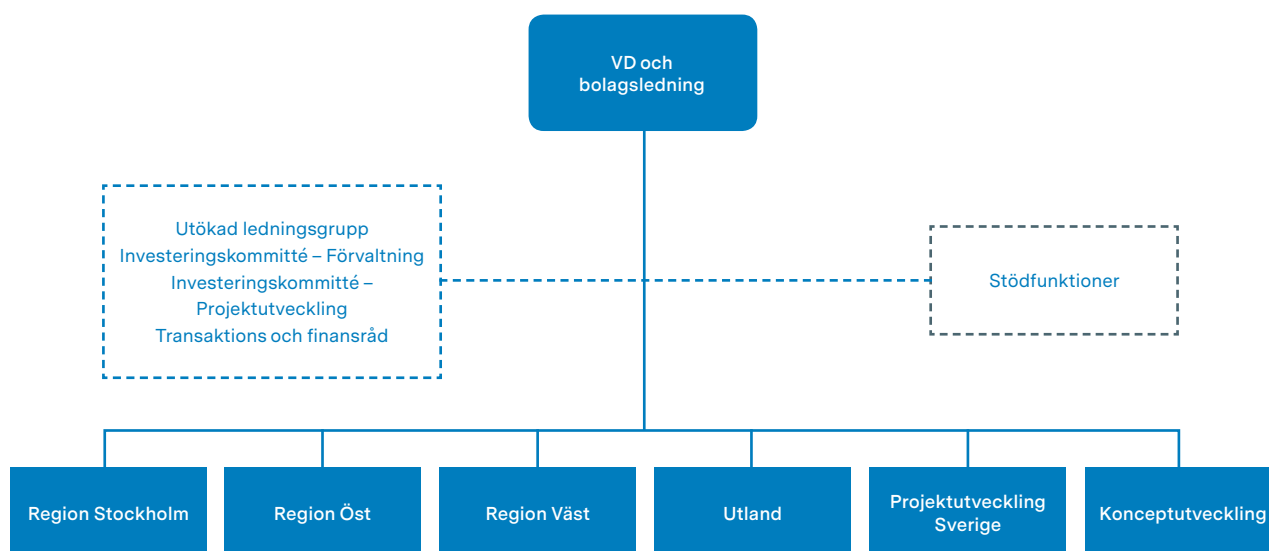 VD och
bolagsledning
Utökad ledningsgrupp
Investeringskommitté – Förvaltning
Investeringskommitté –
Projektutveckling
Transaktions och finansråd
Stödfunktioner
Region Stockholm
Region Öst
Region Väst
Utland
Projektutveckling
Sverige
Konceptutveckling